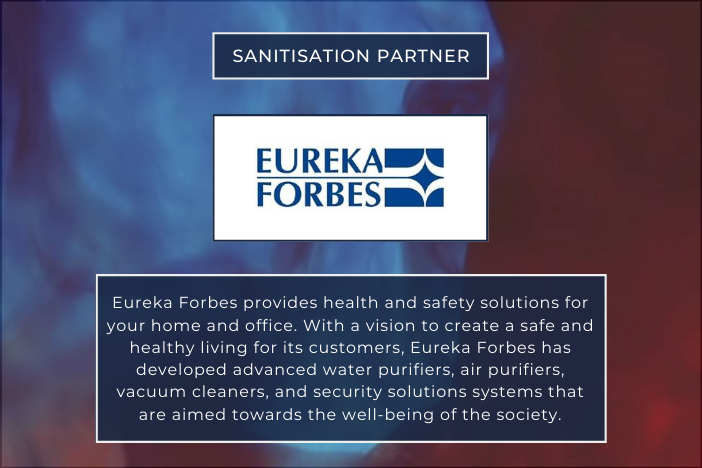 SANITISATION PARTNER
EUREKA
FORBES
Eureka Forbes provides health and safety solutions for
your home and office. With a vision to create a safe and
healthy living for its customers, Eureka Forbes has
developed advanced water purifiers, air purifiers,
vacuum cleaners, and security solutions systems that
are aimed towards the well-being of the society.